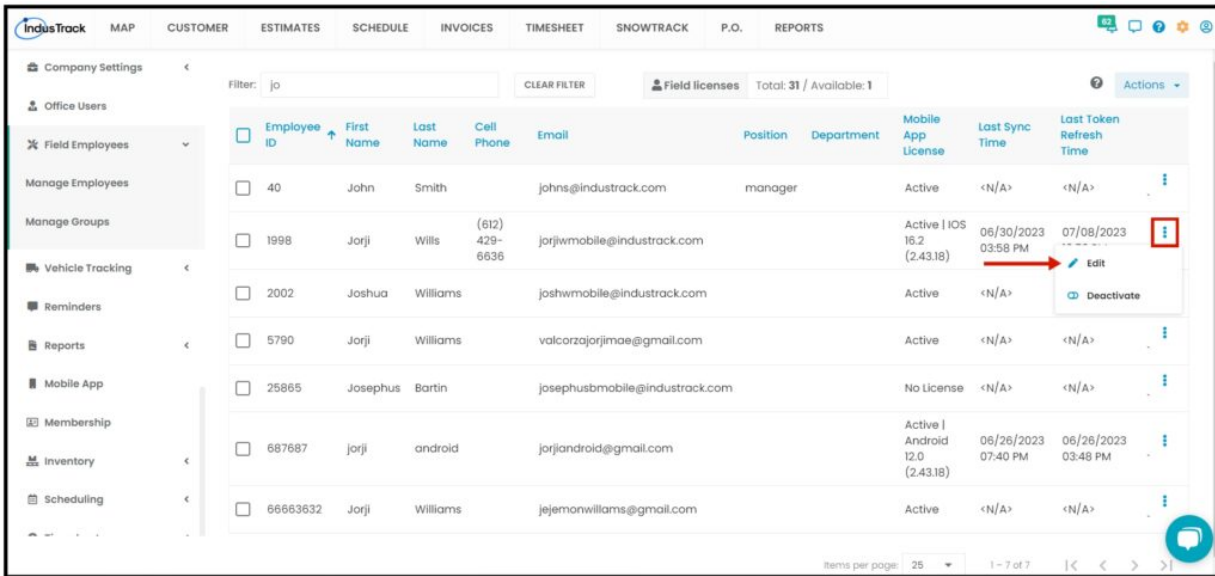 IndusTrack MAP CUSTOMER ESTIMATES SCHEDULE INVOICES TIMESHEET SNOWTRACK P.O. REPORTS 62
Company Settings
Office Users
Field Employees
Manage Employees
Manage Groups
Vehicle Tracking
Reminders
Reports
Mobile App
Membership
Inventory
Scheduling
Filter: jo CLEAR FILTER Field licenses Total: 31 / Available: 1 Actions
Employee ID First Name Last Name Cell Phone Email Position Department Mobile App License Last Sync Time Last Token Refresh Time
40 John Smith johns@industrack.com manager Active <N/A> <N/A>
1998 Jorji Wills (612) 429-6636 jorjiwmobile@industrack.com Active | IOS 16.2 (2.43.18) 06/30/2023 03:58 PM 07/08/2023
Edit
Deactivate
2002 Joshua Williams joshwmobile@industrack.com Active <N/A>
5790 Jorji Williams valcorzajorjimae@gmail.com Active <N/A> <N/A>
25865 Josephus Bartin josephusbmobile@industrack.com No License <N/A> <N/A>
687687 jorji android jorjiandroid@gmail.com Active | Android 12.0 (2.43.18) 06/26/2023 07:40 PM 06/26/2023 03:48 PM
66663632 Jorji Williams jejemonwillams@gmail.com Active <N/A> <N/A>
Items per page: 25 1 – 7 of 7